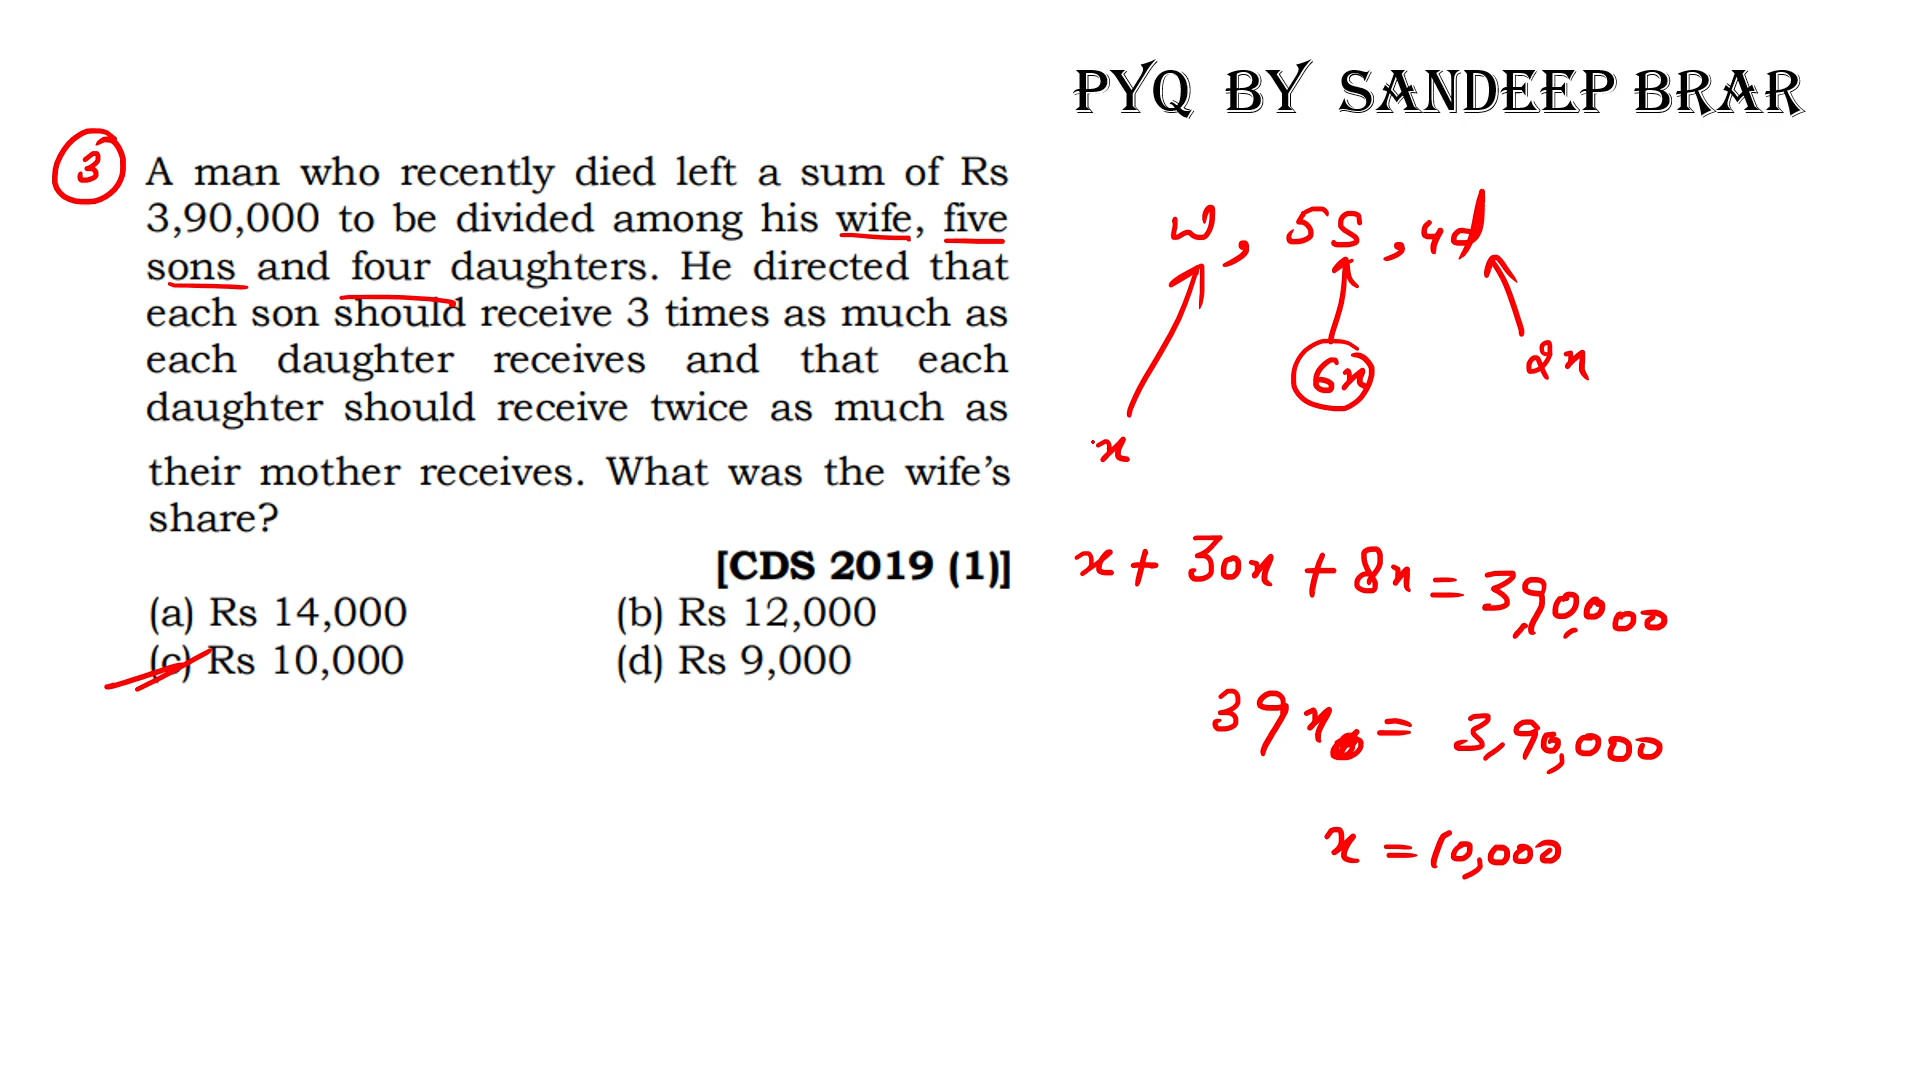 PYQ BY SANDEEP BRAR
3
A man who recently died left a sum of Rs
3,90,000 to be divided among his wife, five
sons and four daughters. He directed that
each son should receive 3 times as much as
each daughter receives and that each
daughter should receive twice as much as
their mother receives. What was the wife's
share?
[CDS 2019 (1)]
(a) Rs 14,000 (b) Rs 12,000
(c) Rs 10,000 (d) Rs 9,000
W, 5S, 4d
6x
2x
x
x + 30x + 8x = 3,90,000
39x = 3,90,000
x = 10,000